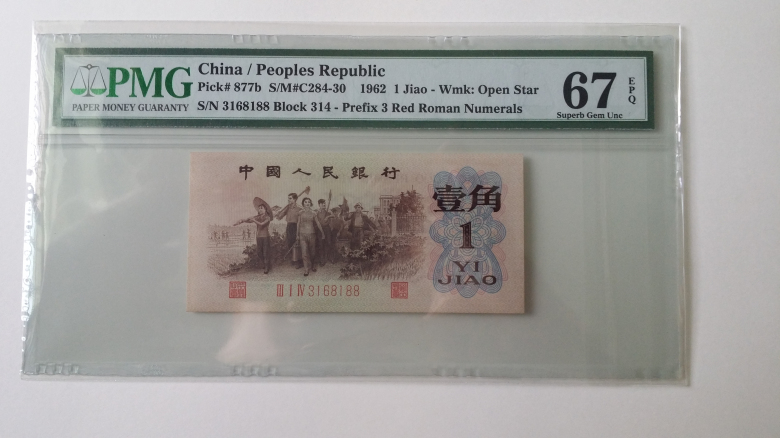 PMG
PAPER MONEY GUARANTY
China / Peoples Republic
Pick# 877b S/M#C284-30 1962 1 Jiao - Wmk: Open Star
S/N 3168188 Block 314 - Prefix 3 Red Roman Numerals
67
EPQ
Superb Gem Unc
中國人民銀行
壹角
1
YI
JIAO
III I IV 3168188